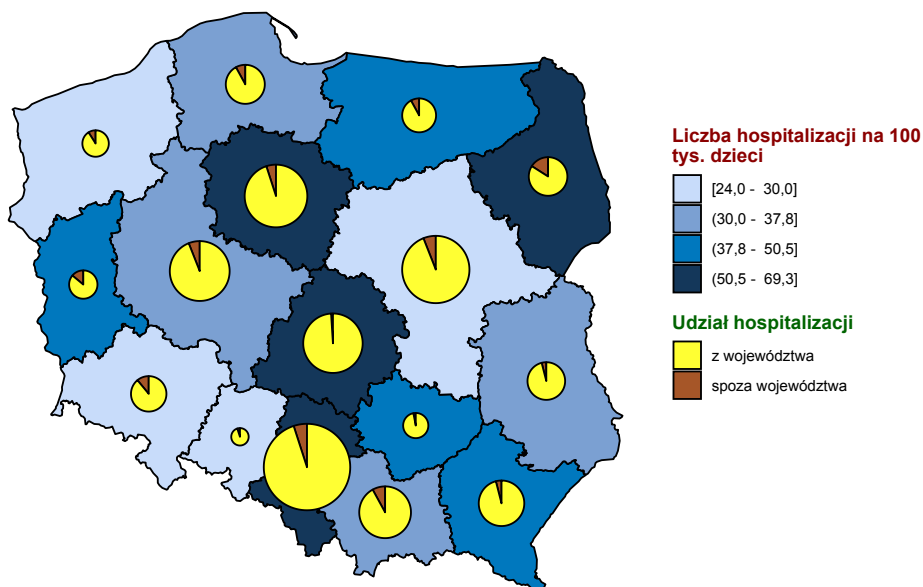 Liczba hospitalizacji na 100
tys. dzieci
[24,0 - 30,0]
(30,0 - 37,8]
(37,8 - 50,5]
(50,5 - 69,3]
Udział hospitalizacji
z województwa
spoza województwa